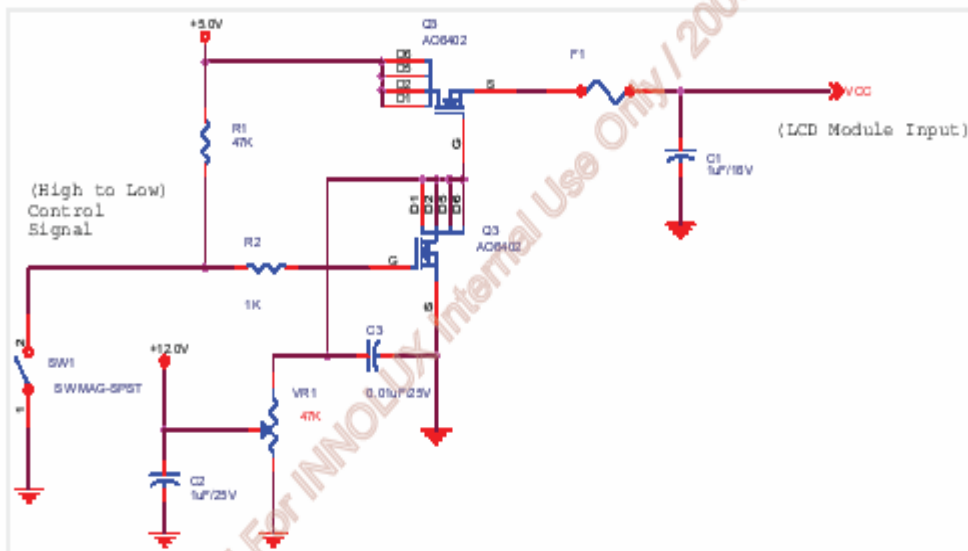 +5.0V
Q3
AO6402
D6
D5
D2
D1
S
G
F1
VCC
(LCD Module Input)
C1
1uF/16V
R1
47K
(High to Low)
Control
Signal
R2
1K
G
D1
D2
D5
D6
Q3
AO6402
S
2
SW1
SWMAG-SPST
1
+12.0V
C3
0.01uF/25V
VR1
47K
C2
1uF/25V
For INNOLUX Internal Use Only / 200